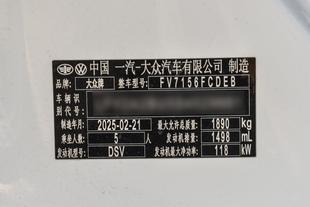 中国 一汽-大众汽车有限公司 制造
品牌: 大众牌 整车型号: FV7156FCDEB
车辆识别代号:
制造年月: 2025-02-21 最大允许总质量: 1890 kg
乘坐人数: 5 人 发动机排量: 1498 mL
发动机型号: DSV 发动机最大净功率: 118 kW